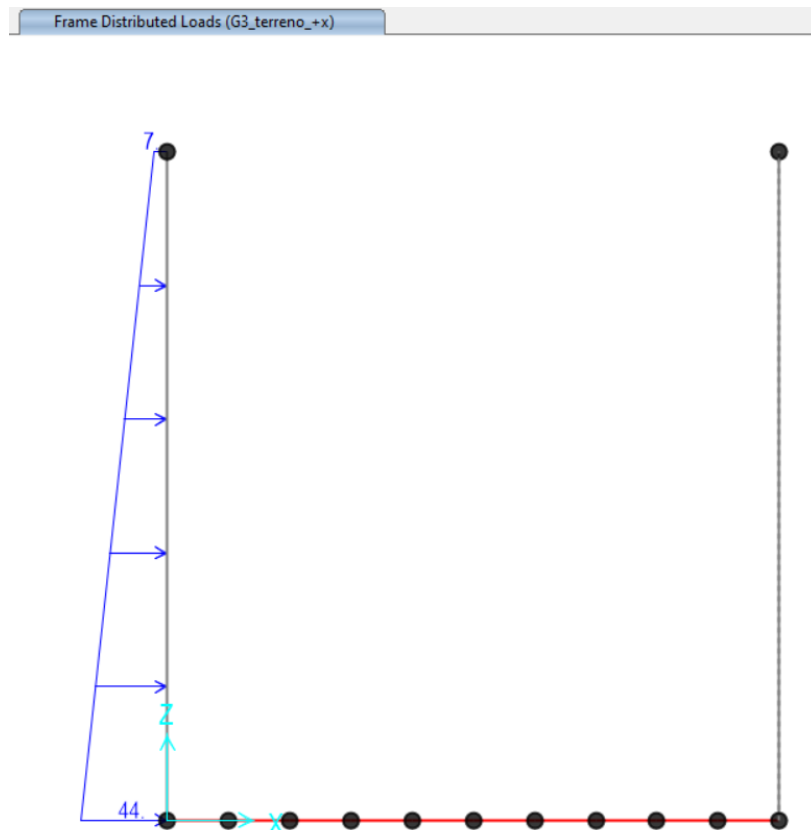 Frame Distributed Loads (G3_terreno_+x)
7.
Z
44.
X